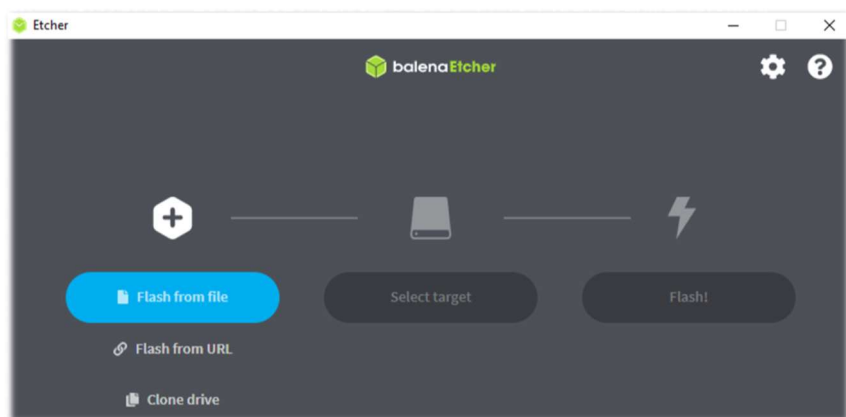 Etcher
balenaEtcher
Flash from file
Select target
Flash!
Flash from URL
Clone drive